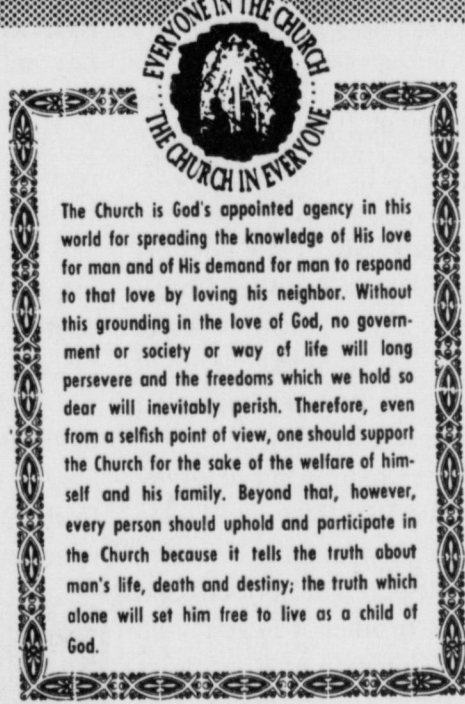 EVERYONE IN THE CHURCH
THE CHURCH IN EVERYONE
The Church is God's appointed agency in this
world for spreading the knowledge of His love
for man and of His demand for man to respond
to that love by loving his neighbor. Without
this grounding in the love of God, no govern-
ment or society or way of life will long
persevere and the freedoms which we hold so
dear will inevitably perish. Therefore, even
from a selfish point of view, one should support
the Church for the sake of the welfare of him-
self and his family. Beyond that, however,
every person should uphold and participate in
the Church because it tells the truth about
man's life, death and destiny; the truth which
alone will set him free to live as a child of
God.